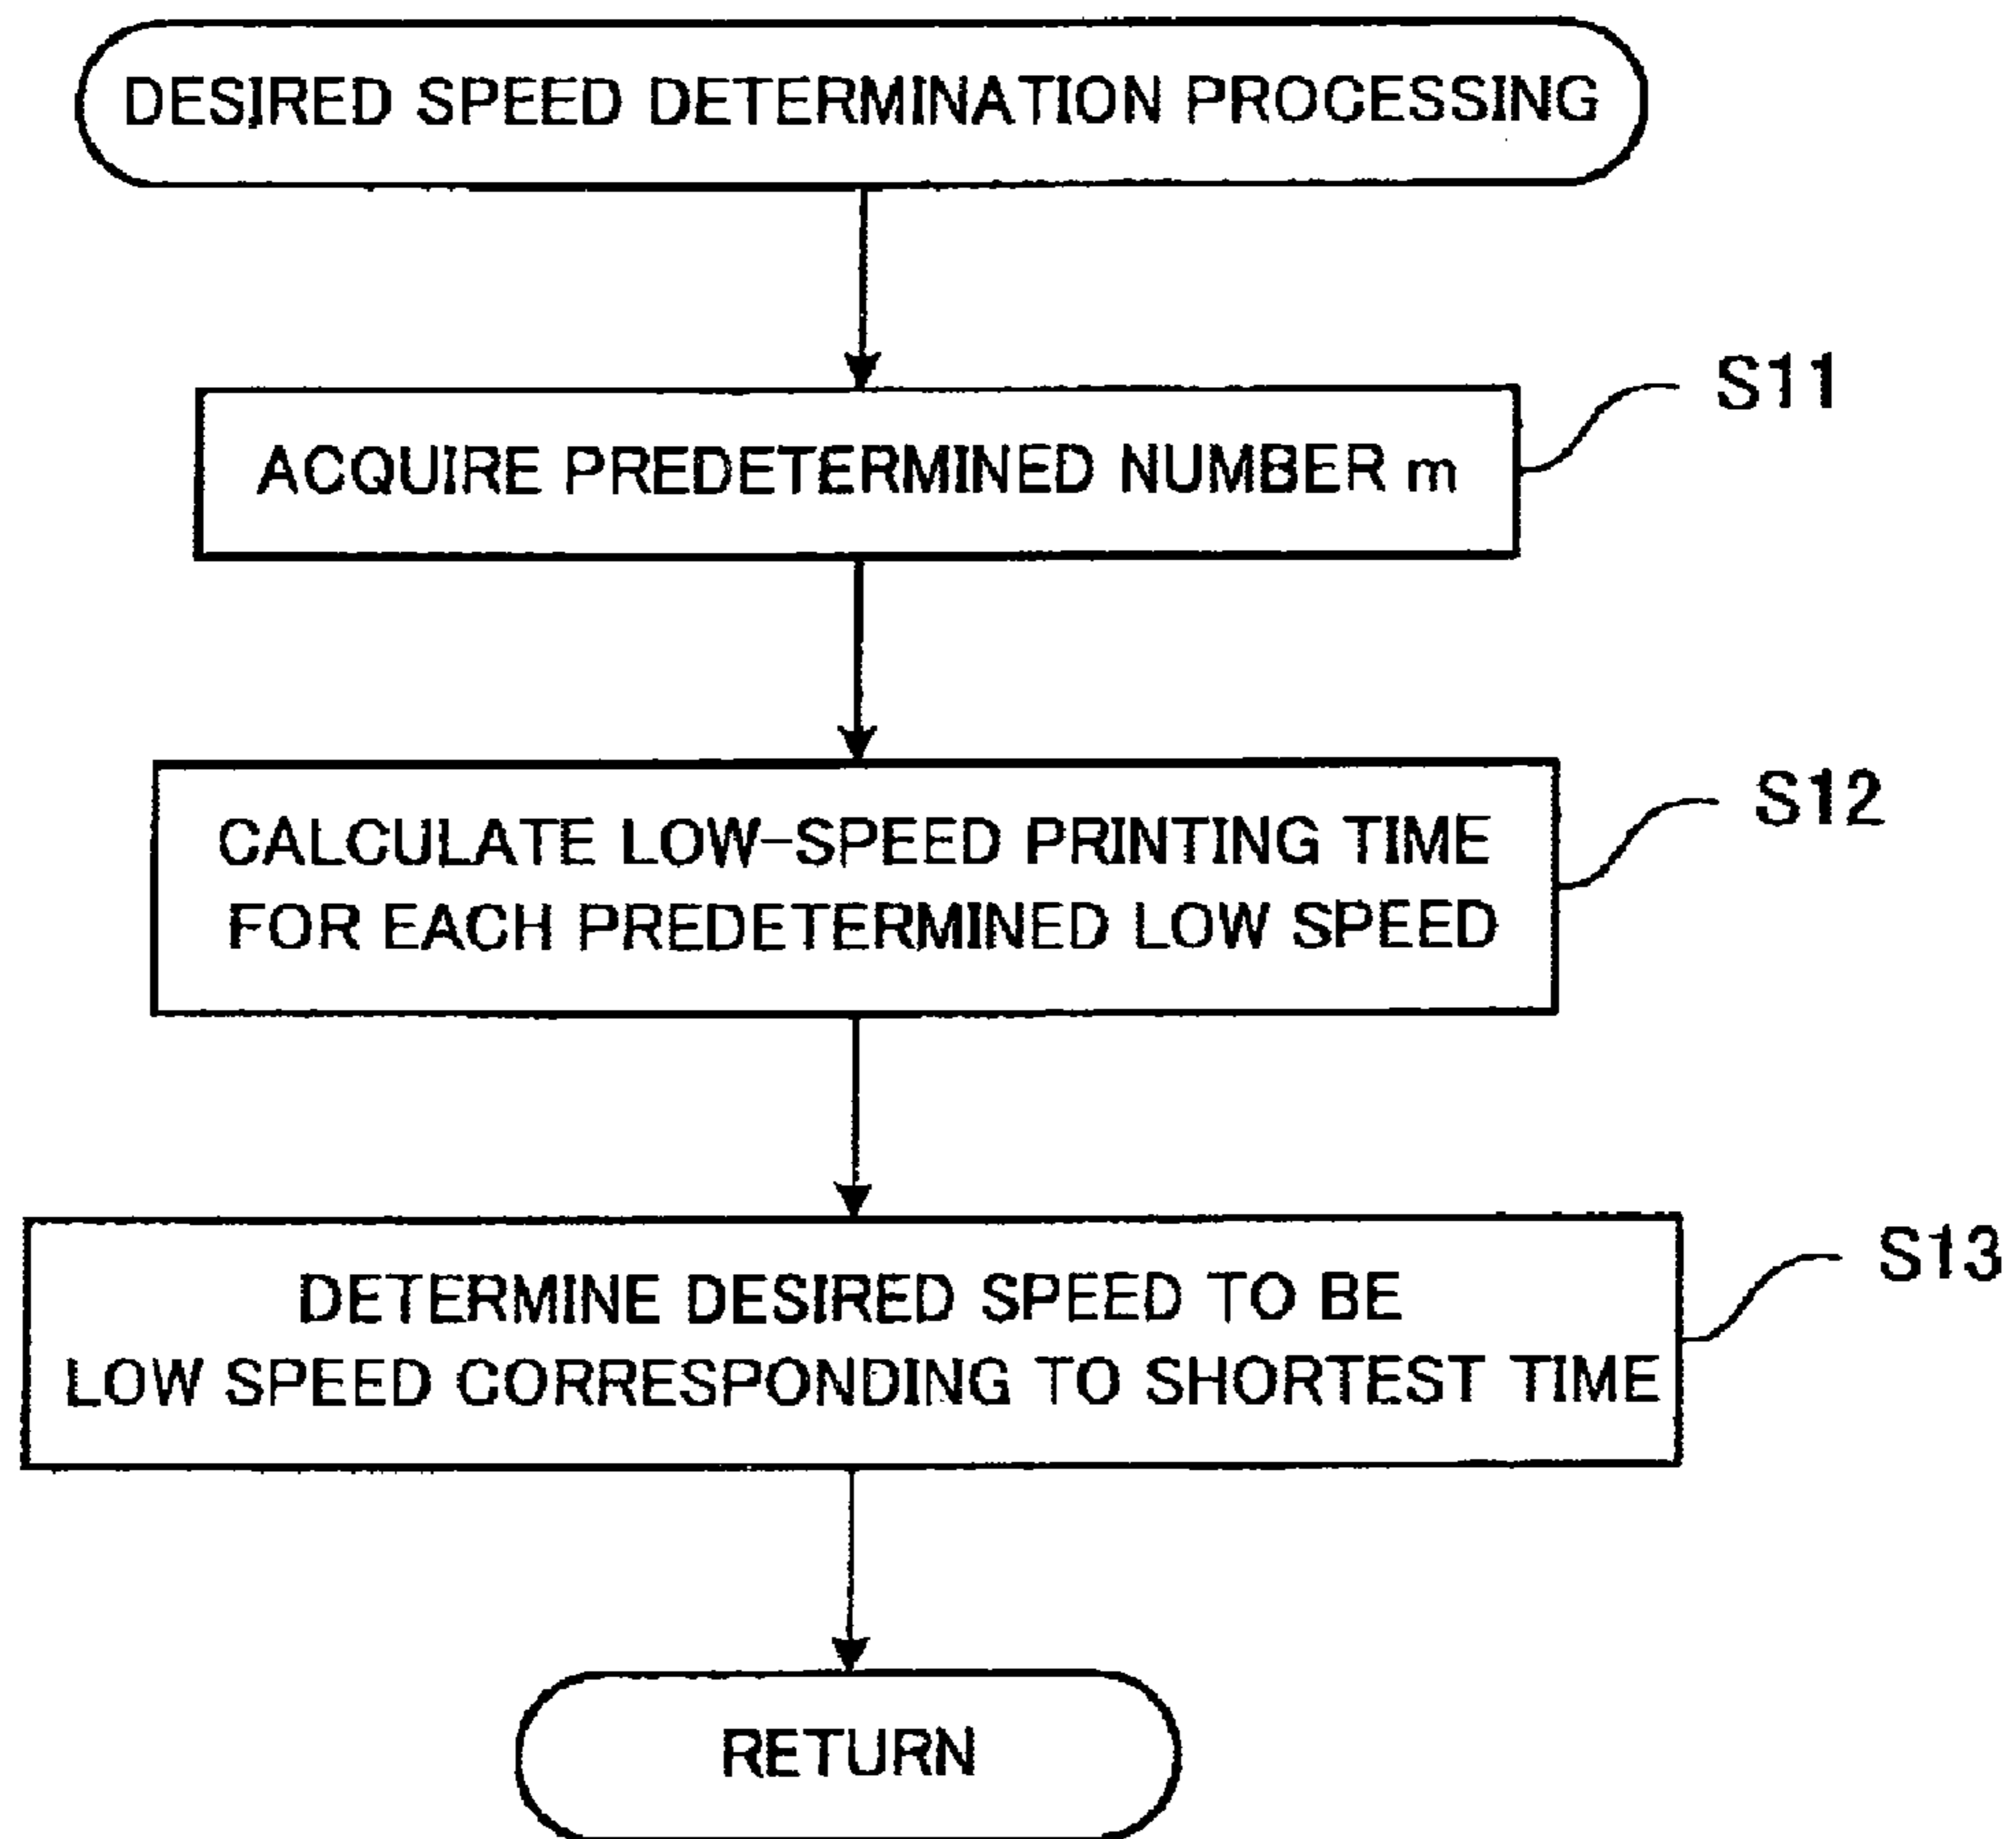 DESIRED SPEED DETERMINATION PROCESSING
S11
ACQUIRE PREDETERMINED NUMBER m
S12
CALCULATE LOW-SPEED PRINTING TIME
FOR EACH PREDETERMINED LOW SPEED
S13
DETERMINE DESIRED SPEED TO BE
LOW SPEED CORRESPONDING TO SHORTEST TIME
RETURN